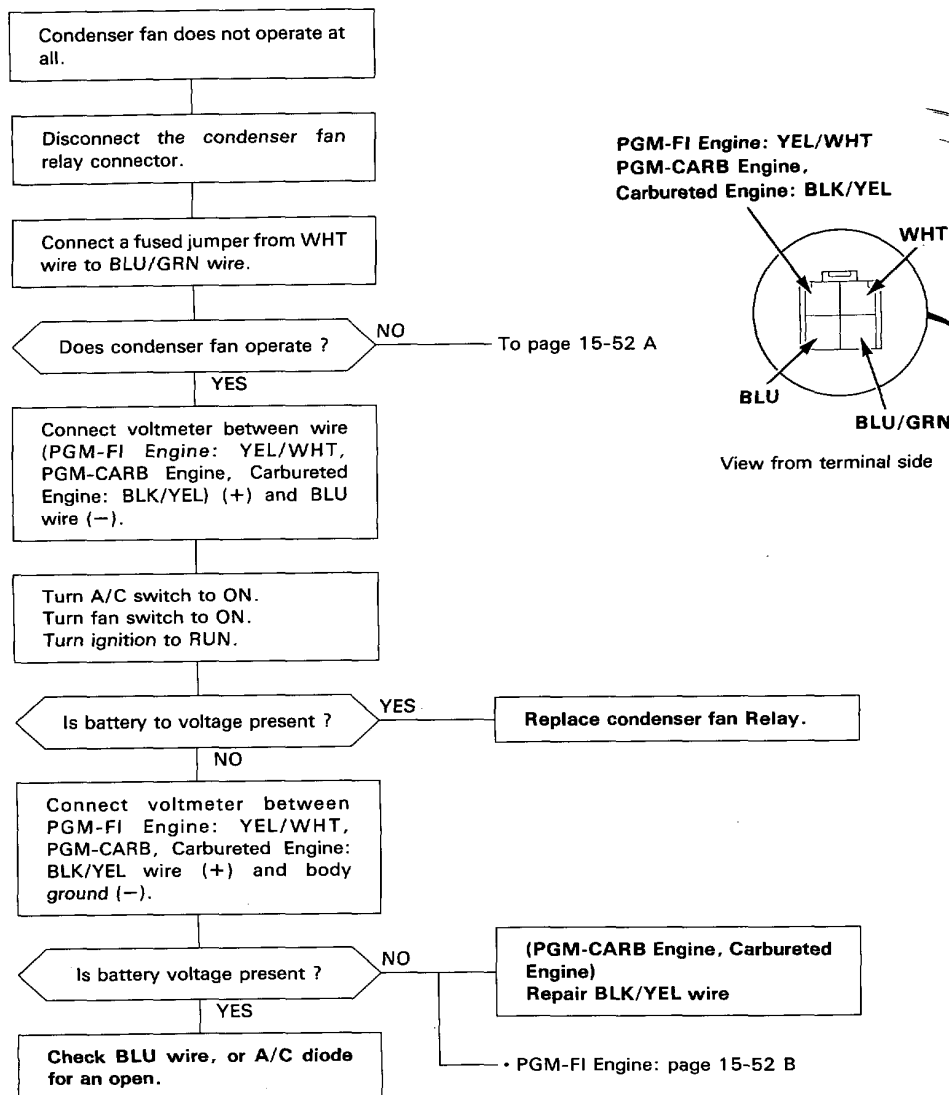 Condenser fan does not operate at
all.
Disconnect the condenser fan
relay connector.
Connect a fused jumper from WHT
wire to BLU/GRN wire.
Does condenser fan operate ?
NO
To page 15-52 A
YES
Connect voltmeter between wire
(PGM-FI Engine: YEL/WHT,
PGM-CARB Engine, Carbureted
Engine: BLK/YEL) (+) and BLU
wire (−).
Turn A/C switch to ON.
Turn fan switch to ON.
Turn ignition to RUN.
Is battery to voltage present ?
YES
Replace condenser fan Relay.
NO
Connect voltmeter between
PGM-FI Engine: YEL/WHT,
PGM-CARB, Carbureted Engine:
BLK/YEL wire (+) and body
ground (−).
Is battery voltage present ?
NO
(PGM-CARB Engine, Carbureted
Engine)
Repair BLK/YEL wire
YES
• PGM-FI Engine: page 15-52 B
Check BLU wire, or A/C diode
for an open.
PGM-FI Engine: YEL/WHT
PGM-CARB Engine,
Carbureted Engine: BLK/YEL
WHT
BLU
BLU/GRN
View from terminal side